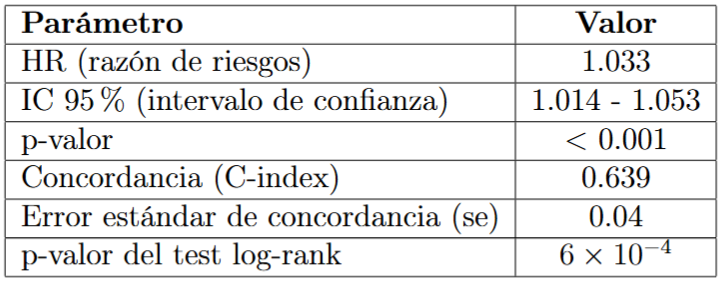 Parámetro Valor
HR (razón de riesgos) 1.033
IC 95 % (intervalo de confianza) 1.014 - 1.053
p-valor < 0.001
Concordancia (C-index) 0.639
Error estándar de concordancia (se) 0.04
p-valor del test log-rank 6 × 10⁻⁴